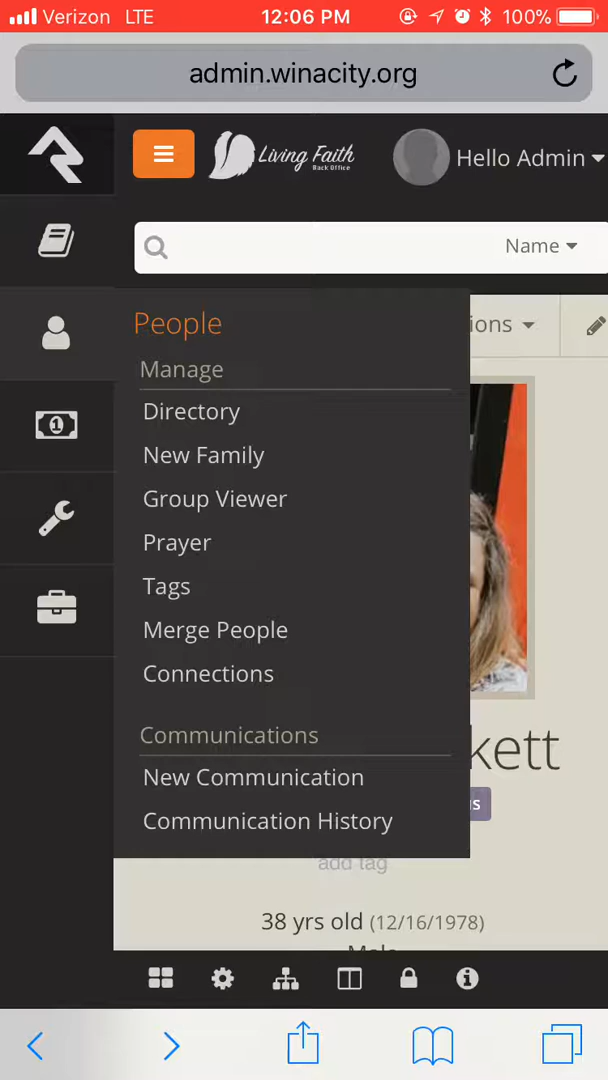 Verizon LTE 12:06 PM 100%
admin.winacity.org
Living Faith
Back Office
Hello Admin
Name
People
ions
Manage
Directory
New Family
Group Viewer
Prayer
Tags
Merge People
Connections
Communications
kett
New Communication
s
Communication History
add tag
38 yrs old (12/16/1978)
Male